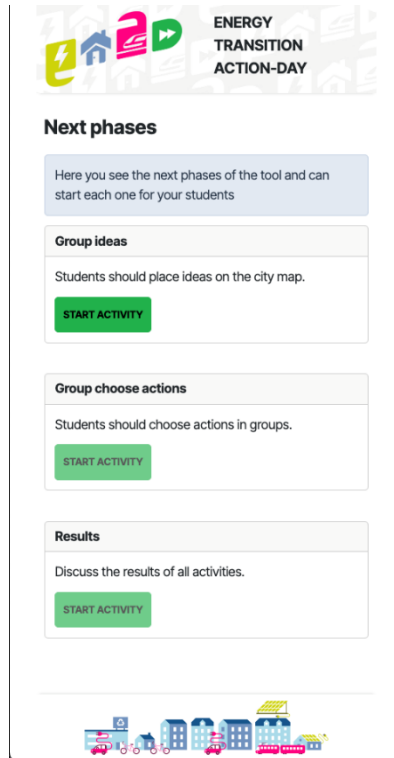 ENERGY
TRANSITION
ACTION-DAY
Next phases
Here you see the next phases of the tool and can
start each one for your students
Group ideas
Students should place ideas on the city map.
START ACTIVITY
Group choose actions
Students should choose actions in groups.
START ACTIVITY
Results
Discuss the results of all activities.
START ACTIVITY